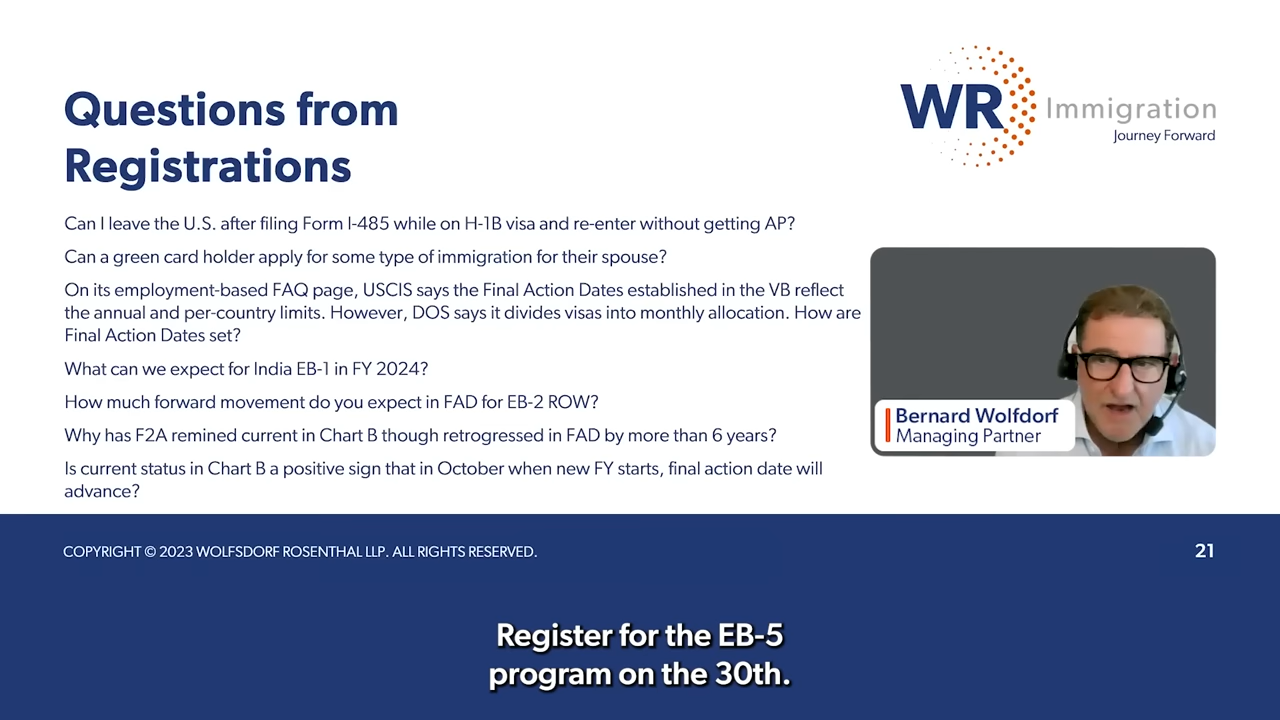 Questions from
Registrations
WR Immigration
Journey Forward
Can I leave the U.S. after filing Form I-485 while on H-1B visa and re-enter without getting AP?
Can a green card holder apply for some type of immigration for their spouse?
On its employment-based FAQ page, USCIS says the Final Action Dates established in the VB reflect
the annual and per-country limits. However, DOS says it divides visas into monthly allocation. How are
Final Action Dates set?
What can we expect for India EB-1 in FY 2024?
How much forward movement do you expect in FAD for EB-2 ROW?
Why has F2A remined current in Chart B though retrogressed in FAD by more than 6 years?
Is current status in Chart B a positive sign that in October when new FY starts, final action date will
advance?
Bernard Wolfdorf
Managing Partner
COPYRIGHT © 2023 WOLFSDORF ROSENTHAL LLP. ALL RIGHTS RESERVED.
21
Register for the EB-5
program on the 30th.